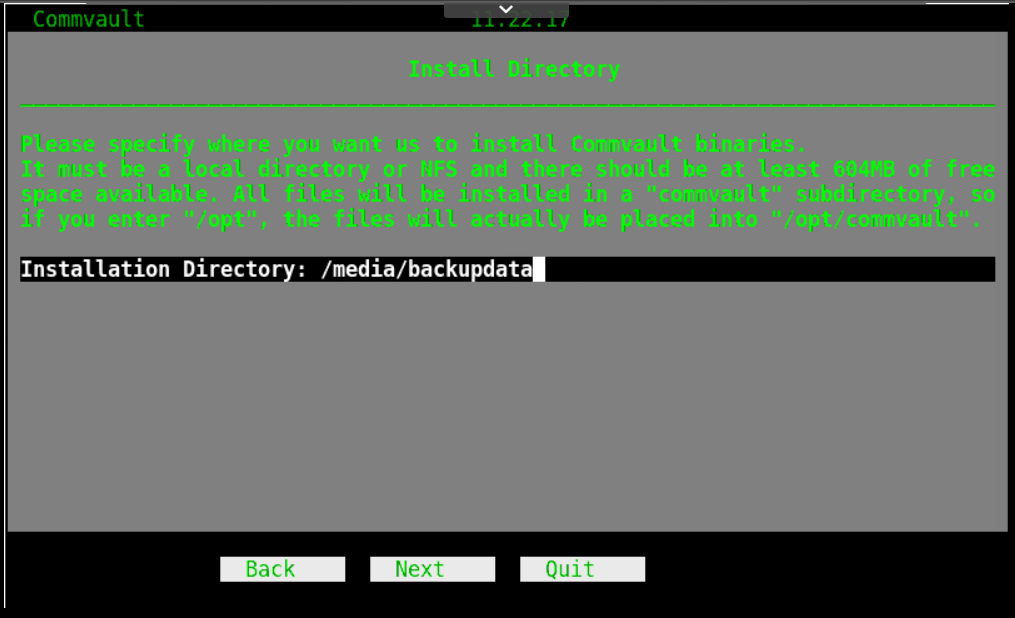 Commvault 11.22.17
Install Directory
Please specify where you want us to install Commvault binaries.
It must be a local directory or NFS and there should be at least 604MB of free
space available. All files will be installed in a "commvault" subdirectory, so
if you enter "/opt", the files will actually be placed into "/opt/commvault".
Installation Directory: /media/backupdata
Back Next Quit